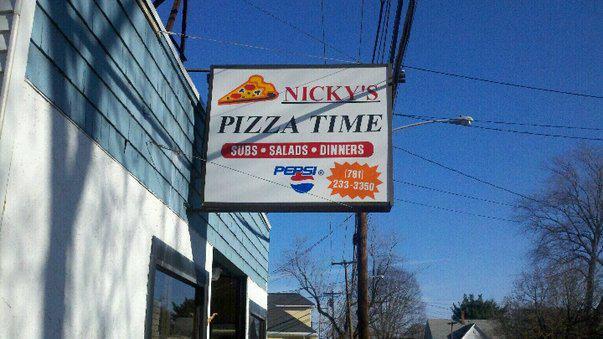 NICKY'S
PIZZA TIME
SUBS • SALADS • DINNERS
PEPSI®
(781)
233-3350